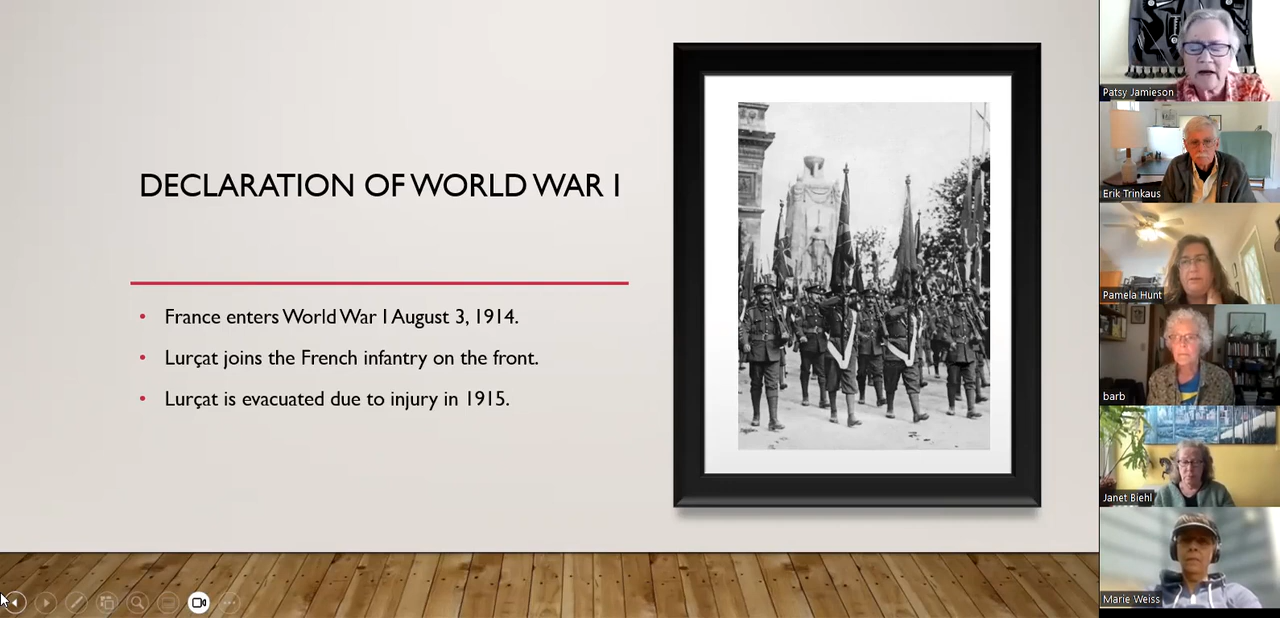 DECLARATION OF WORLD WAR I
France enters World War I August 3, 1914.
Lurçat joins the French infantry on the front.
Lurçat is evacuated due to injury in 1915.
Patsy Jamieson
Erik Trinkaus
Pamela Hunt
barb
Janet Biehl
Marie Weiss